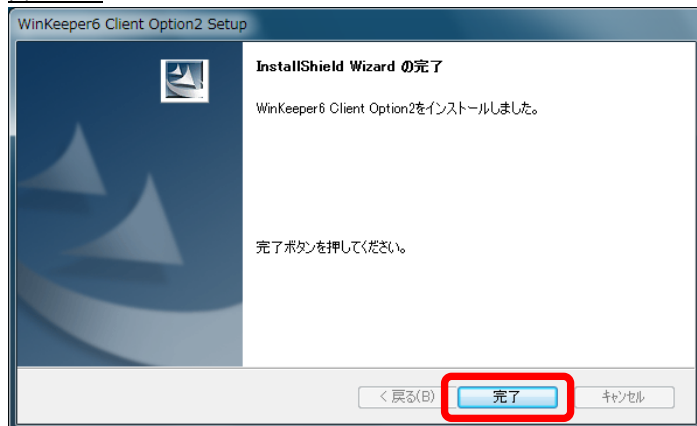 WinKeeper6 Client Option2 Setup
InstallShield Wizard の完了
WinKeeper6 Client Option2をインストールしました。
完了ボタンを押してください。
< 戻る(B)
完了
キャンセル